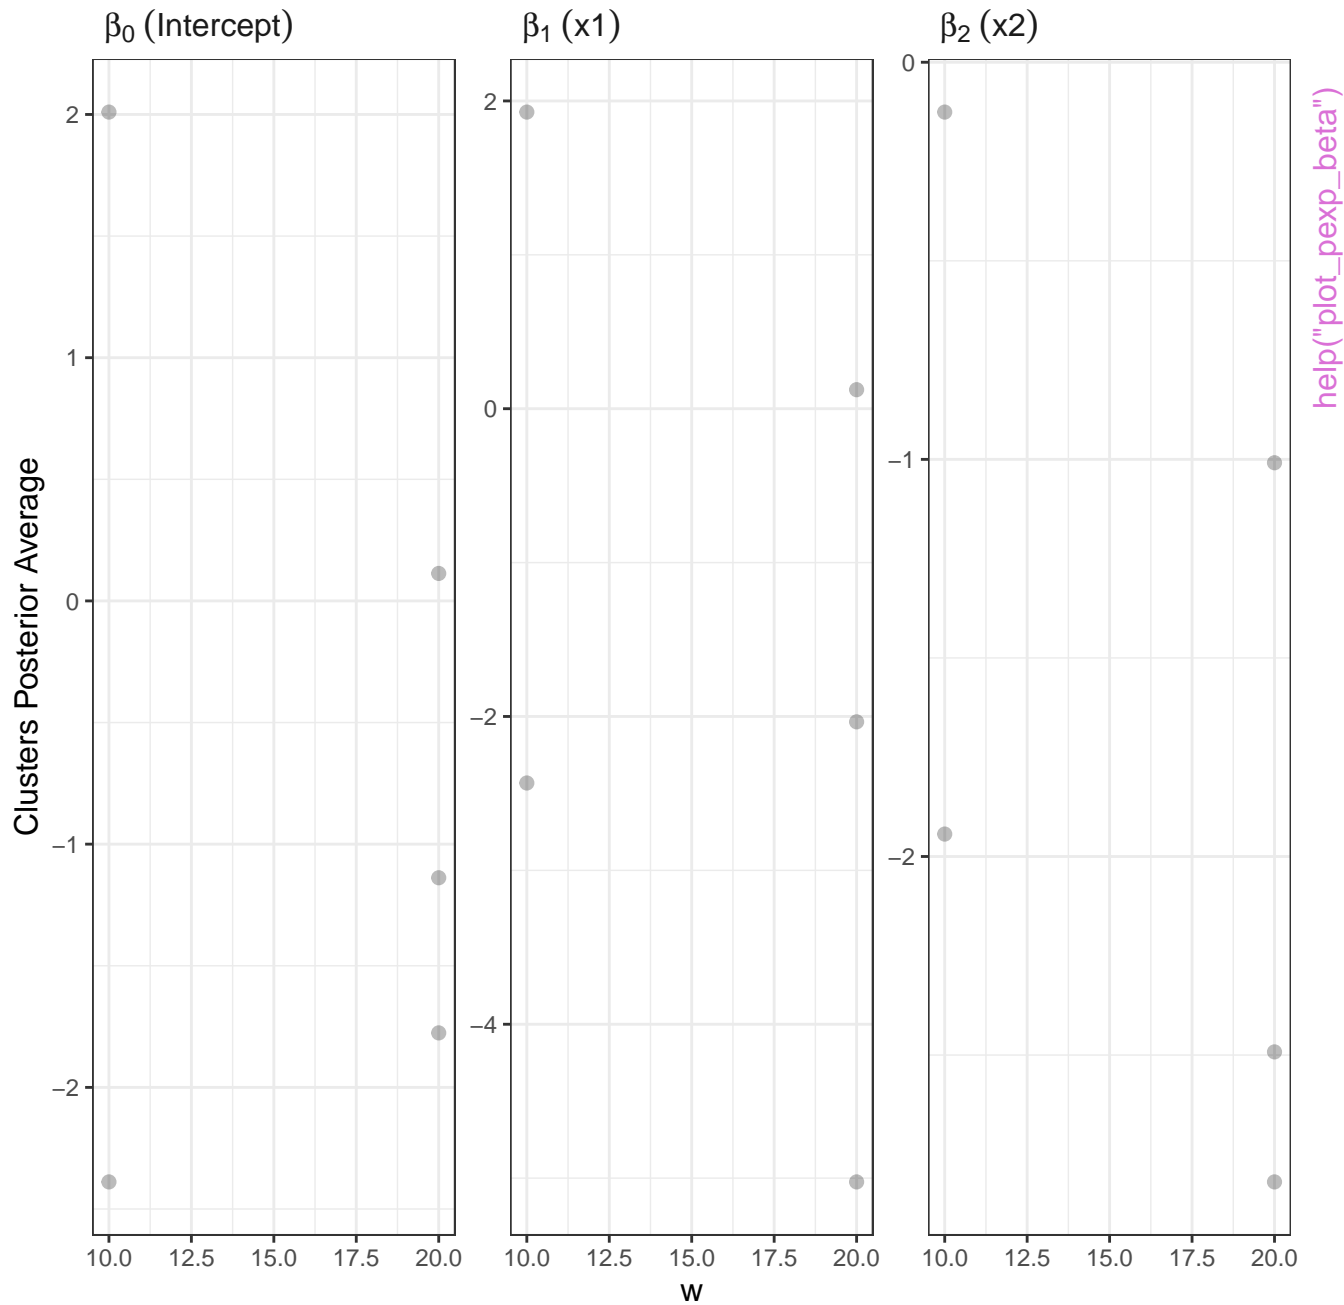 β₀ (Intercept)
β₁ (x1)
β₂ (x2)
Clusters Posterior Average
2
1
0
−1
−2
10.0 12.5 15.0 17.5 20.0
2
0
−2
−4
10.0 12.5 15.0 17.5 20.0
0
−1
−2
10.0 12.5 15.0 17.5 20.0
w
help("plot_pexp_beta")